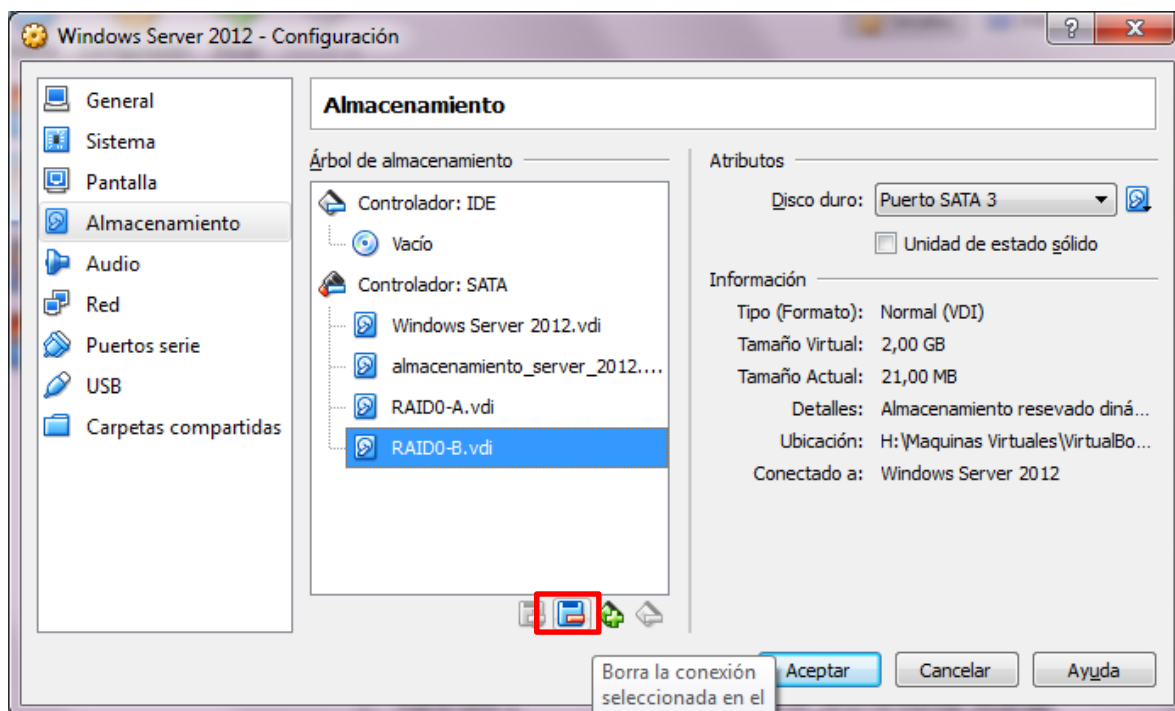 Windows Server 2012 - Configuración
General
Sistema
Pantalla
Almacenamiento
Audio
Red
Puertos serie
USB
Carpetas compartidas
Almacenamiento
Árbol de almacenamiento
Controlador: IDE
Vacío
Controlador: SATA
Windows Server 2012.vdi
almacenamiento_server_2012....
RAID0-A.vdi
RAID0-B.vdi
Atributos
Disco duro: Puerto SATA 3
Unidad de estado sólido
Información
Tipo (Formato): Normal (VDI)
Tamaño Virtual: 2,00 GB
Tamaño Actual: 21,00 MB
Detalles: Almacenamiento resevado diná...
Ubicación: H:\Maquinas Virtuales\VirtualBo...
Conectado a: Windows Server 2012
Borra la conexión
seleccionada en el
Aceptar
Cancelar
Ayuda